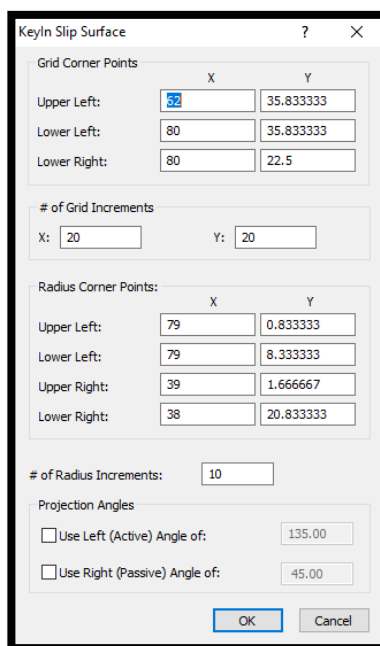 KeyIn Slip Surface ? ×
Grid Corner Points
X Y
Upper Left: 62 35.833333
Lower Left: 80 35.833333
Lower Right: 80 22.5
# of Grid Increments
X: 20 Y: 20
Radius Corner Points:
X Y
Upper Left: 79 0.833333
Lower Left: 79 8.333333
Upper Right: 39 1.666667
Lower Right: 38 20.833333
# of Radius Increments: 10
Projection Angles
Use Left (Active) Angle of: 135.00
Use Right (Passive) Angle of: 45.00
OK Cancel